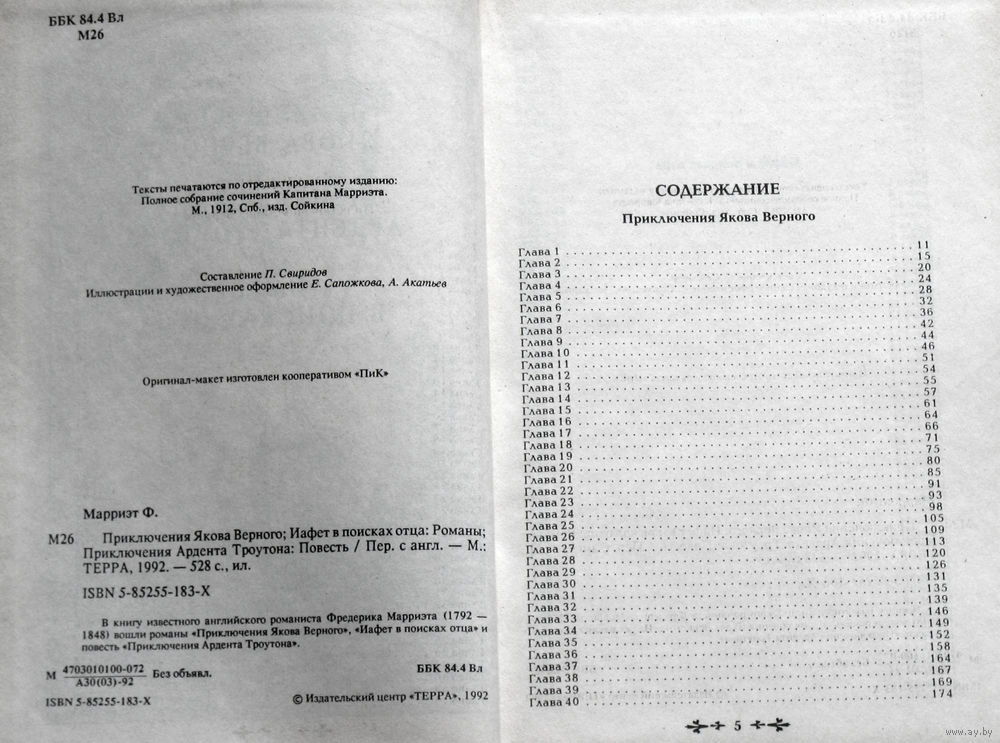 ББК 84.4 Вл
М26
Тексты печатаются по отредактированному изданию:
Полное собрание сочинений Капитана Марриэта.
М., 1912, Спб., изд. Сойкина
Составление П. Свиридов
Иллюстрации и художественное оформление Е. Сапожкова, А. Акатьев
Оригинал-макет изготовлен кооперативом «ПиК»
Марриэт Ф.
М26 Приключения Якова Верного; Иафет в поисках отца: Романы;
Приключения Ардента Троутона: Повесть / Пер. с англ. — М.:
ТЕРРА, 1992. — 528 с., ил.
ISBN 5-85255-183-X
В книгу известного английского романиста Фредерика Марриэта (1792 —
1848) вошли романы «Приключения Якова Верного», «Иафет в поисках отца» и
повесть «Приключения Ардента Троутона».
М 4703010100-072 Без объявл.
А30(03)-92
ББК 84.4 Вл
ISBN 5-85255-183-X
© Издательский центр «ТЕРРА», 1992
СОДЕРЖАНИЕ
Приключения Якова Верного
Глава 1 11
Глава 2 15
Глава 3 20
Глава 4 24
Глава 5 28
Глава 6 32
Глава 7 36
Глава 8 42
Глава 9 44
Глава 10 46
Глава 11 51
Глава 12 54
Глава 13 55
Глава 14 57
Глава 15 61
Глава 16 64
Глава 17 66
Глава 18 71
Глава 19 75
Глава 20 80
Глава 21 85
Глава 22 91
Глава 23 93
Глава 24 98
Глава 25 105
Глава 26 109
Глава 27 113
Глава 28 120
Глава 29 126
Глава 30 131
Глава 31 135
Глава 32 139
Глава 33 146
Глава 34 149
Глава 35 152
Глава 36 158
Глава 37 164
Глава 38 167
Глава 39 169
Глава 40 174
5
www.ay.by